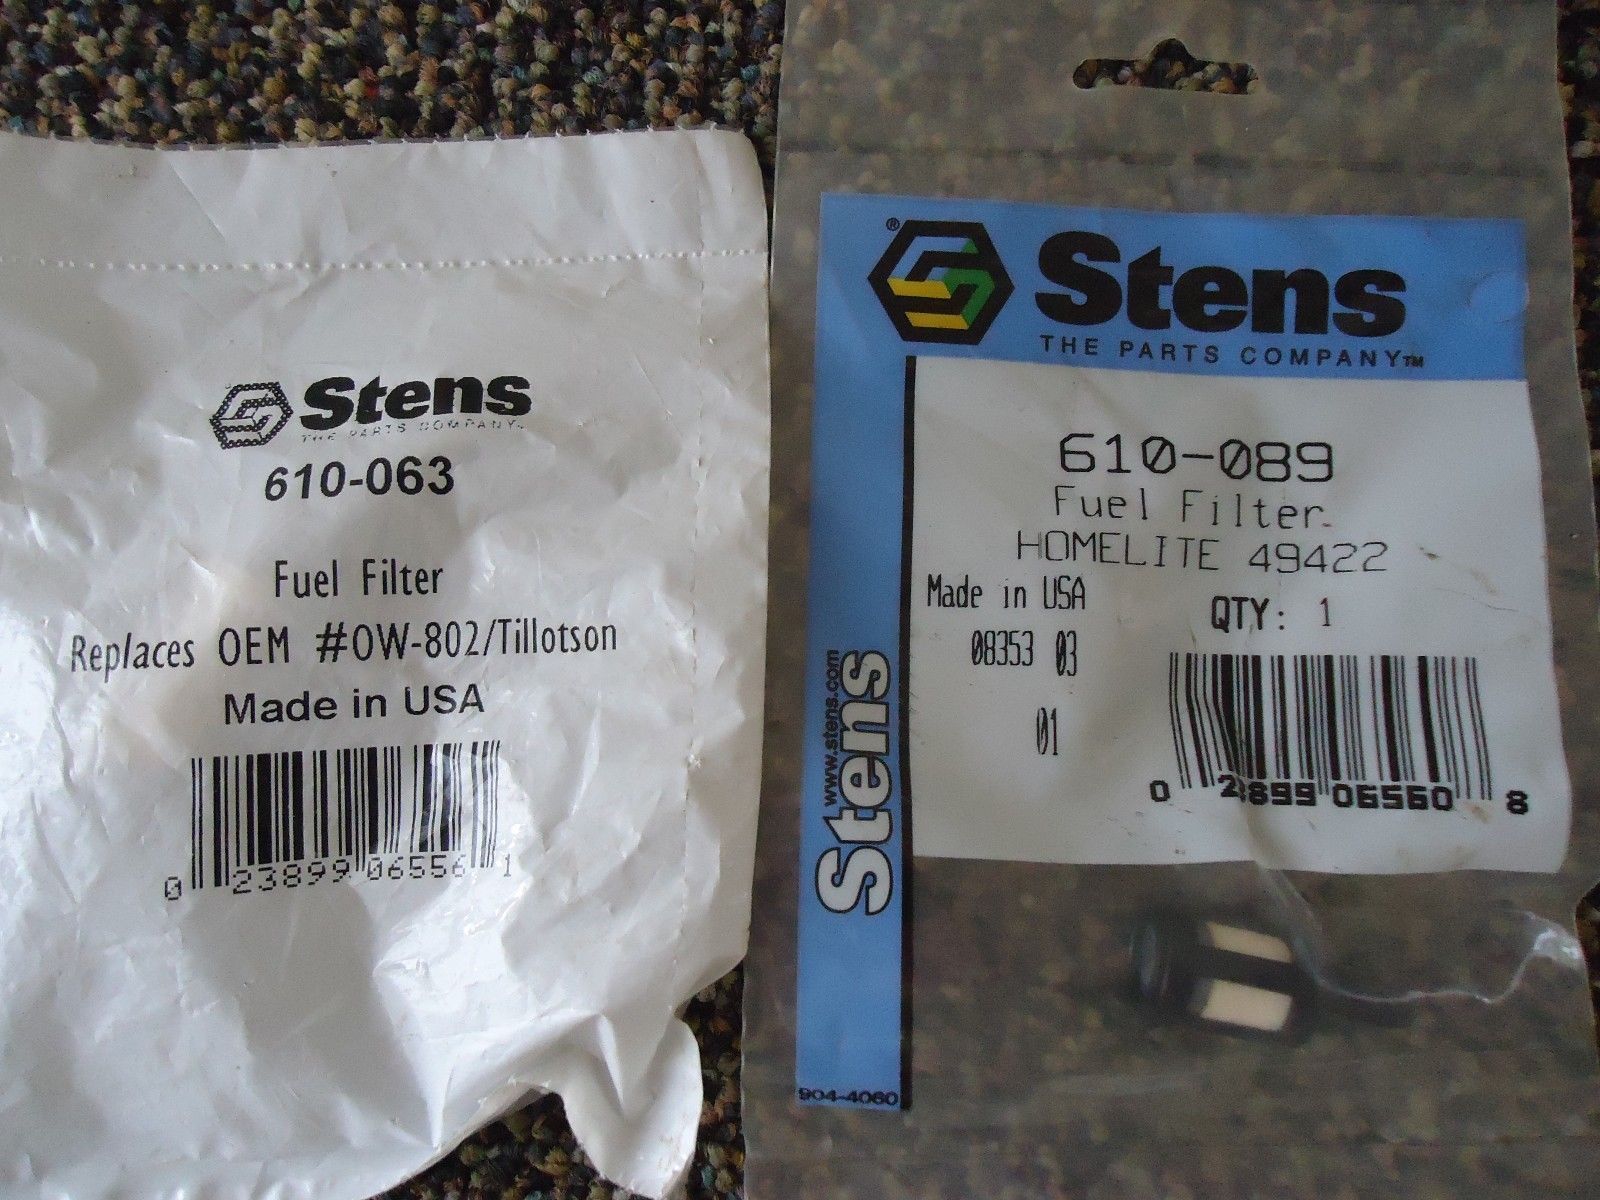 Stens
THE PARTS COMPANY™
610-063
Fuel Filter
Replaces OEM #OW-802/Tillotson
Made in USA
0 23899 06556 1
® Stens
THE PARTS COMPANY™
610-089
Fuel Filter
HOMELITE 49422
Made in USA
QTY: 1
08353 03
01
0 23899 06560 8
www.stens.com
Stens
904-4060